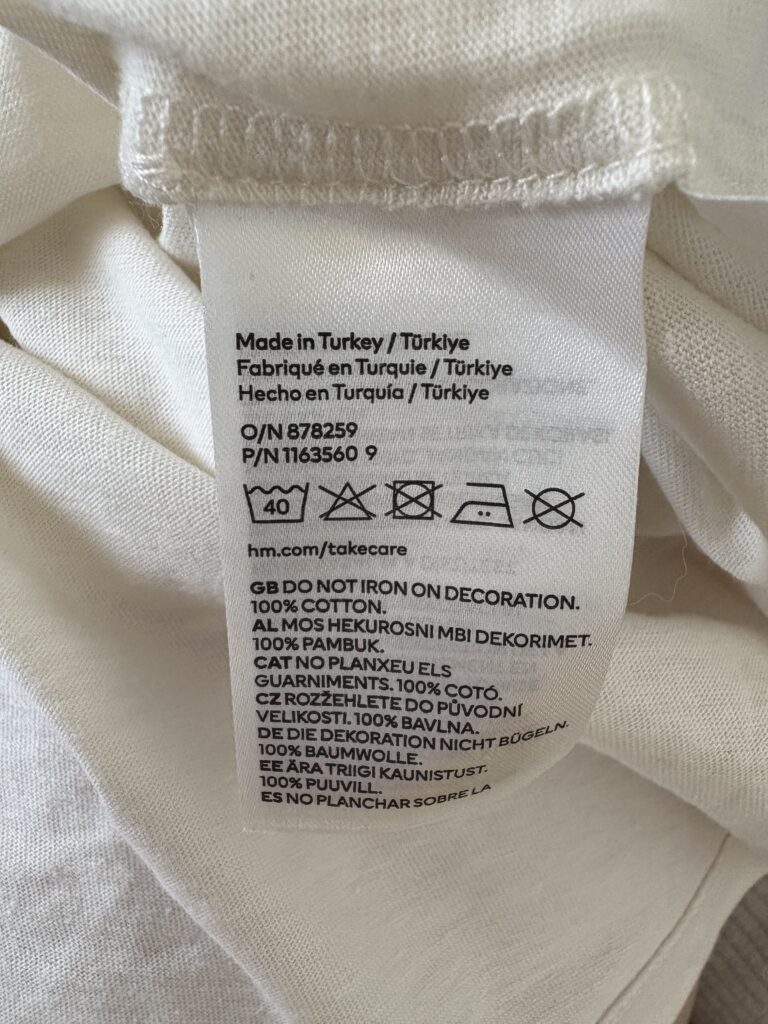 Made in Turkey / Türkiye
Fabriqué en Turquie / Türkiye
Hecho en Turquía / Türkiye
O/N 878259
P/N 1163560 9
40
hm.com/takecare
GB DO NOT IRON ON DECORATION.
100% COTTON.
AL MOS HEKUROSNI MBI DEKORIMET.
100% PAMBUK.
CAT NO PLANXEU ELS
GUARNIMENTS. 100% COTÓ.
CZ ROZŽEHLETE DO PŮVODNÍ
VELIKOSTI. 100% BAVLNA.
DE DIE DEKORATION NICHT BÜGELN.
100% BAUMWOLLE.
EE ÄRA TRIIGI KAUNISTUST.
100% PUUVILL.
ES NO PLANCHAR SOBRE LA